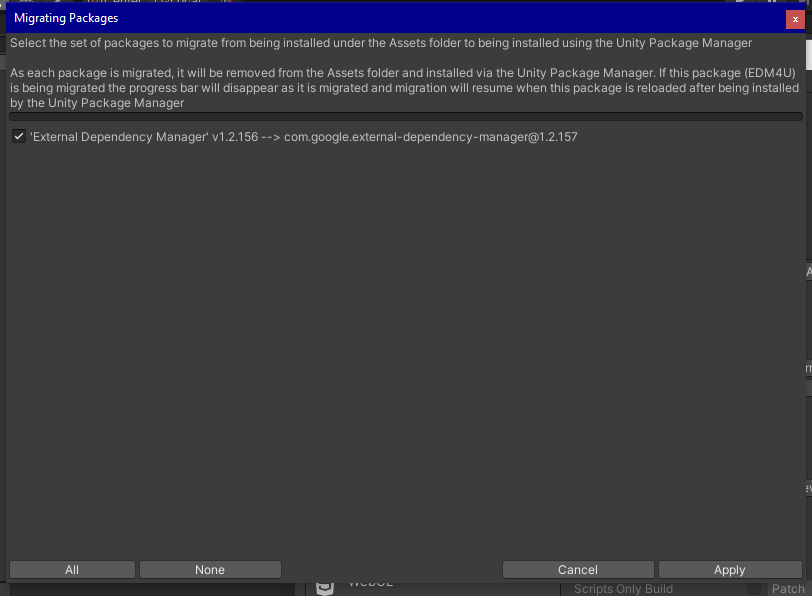 Migrating Packages
x
Select the set of packages to migrate from being installed under the Assets folder to being installed using the Unity Package Manager
As each package is migrated, it will be removed from the Assets folder and installed via the Unity Package Manager. If this package (EDM4U)
is being migrated the progress bar will disappear as it is migrated and migration will resume when this package is reloaded after being installed
by the Unity Package Manager
'External Dependency Manager' v1.2.156 --> com.google.external-dependency-manager@1.2.157
All
None
Cancel
Apply
WebGL
Scripts Only Build
Patch